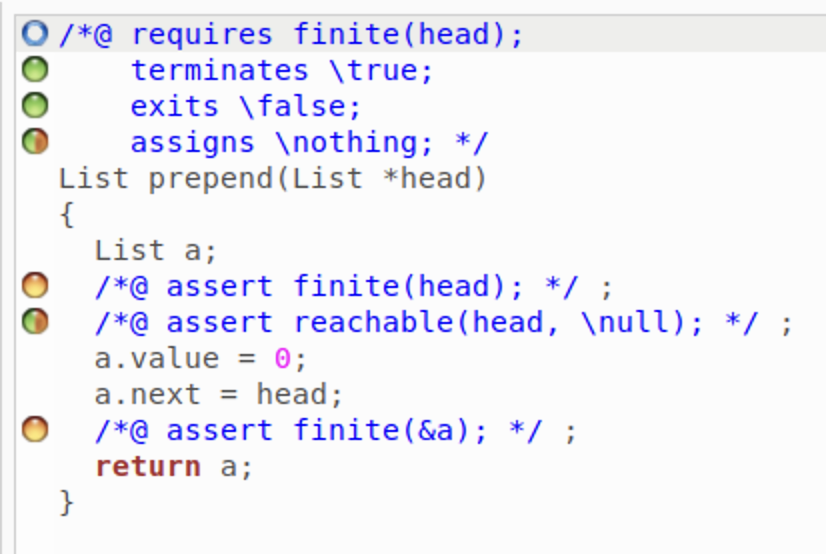 /*@ requires finite(head);
terminates \true;
exits \false;
assigns \nothing; */
List prepend(List *head)
{
List a;
/*@ assert finite(head); */ ;
/*@ assert reachable(head, \null); */ ;
a.value = 0;
a.next = head;
/*@ assert finite(&a); */ ;
return a;
}